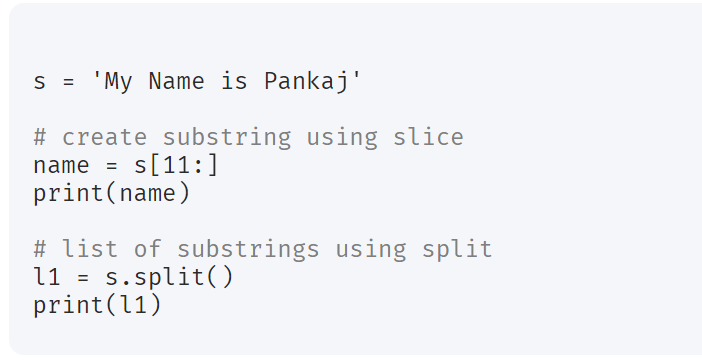 s = 'My Name is Pankaj'
# create substring using slice
name = s[11:]
print(name)
# list of substrings using split
l1 = s.split()
print(l1)